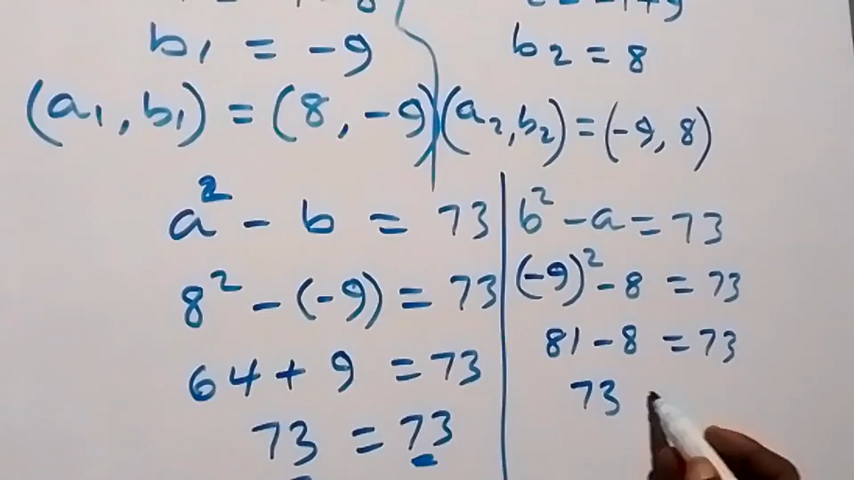 b₁ = -9
b₂ = 8
(a₁, b₁) = (8, -9)
(a₂, b₂) = (-9, 8)
a² - b = 73
8² - (-9) = 73
64 + 9 = 73
73 = 73
b² - a = 73
(-9)² - 8 = 73
81 - 8 = 73
73